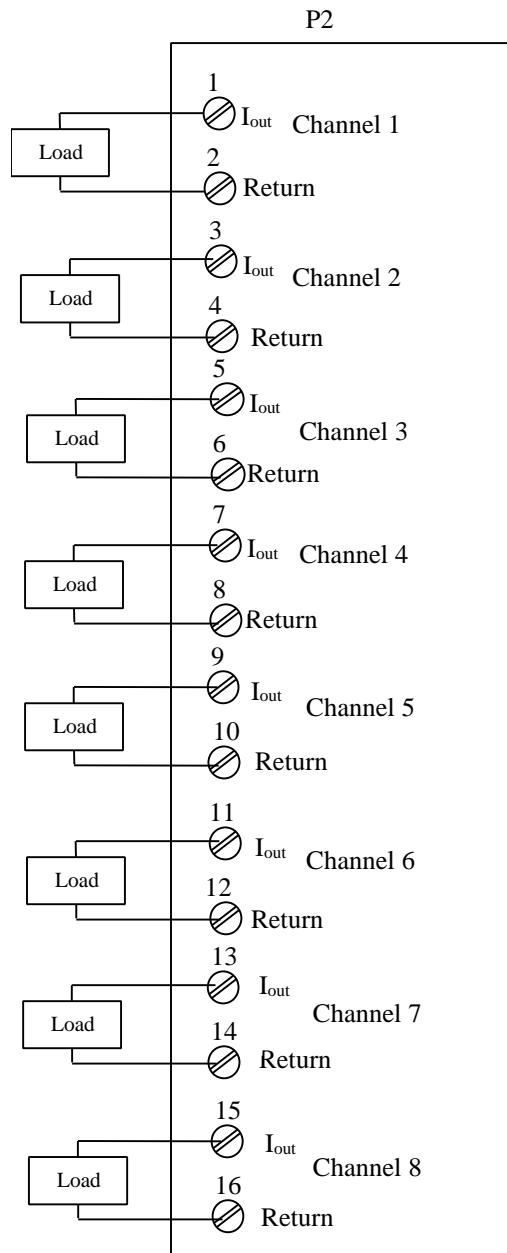 P2
1
Iout Channel 1
Load
2
Return
3
Iout Channel 2
Load
4
Return
5
Iout
Channel 3
Load
6
Return
7
Iout Channel 4
Load
8
Return
9
Iout
Channel 5
Load
10
Return
11
Iout Channel 6
Load
12
Return
13
Iout
Channel 7
Load
14
Return
15
Iout
Channel 8
Load
16
Return